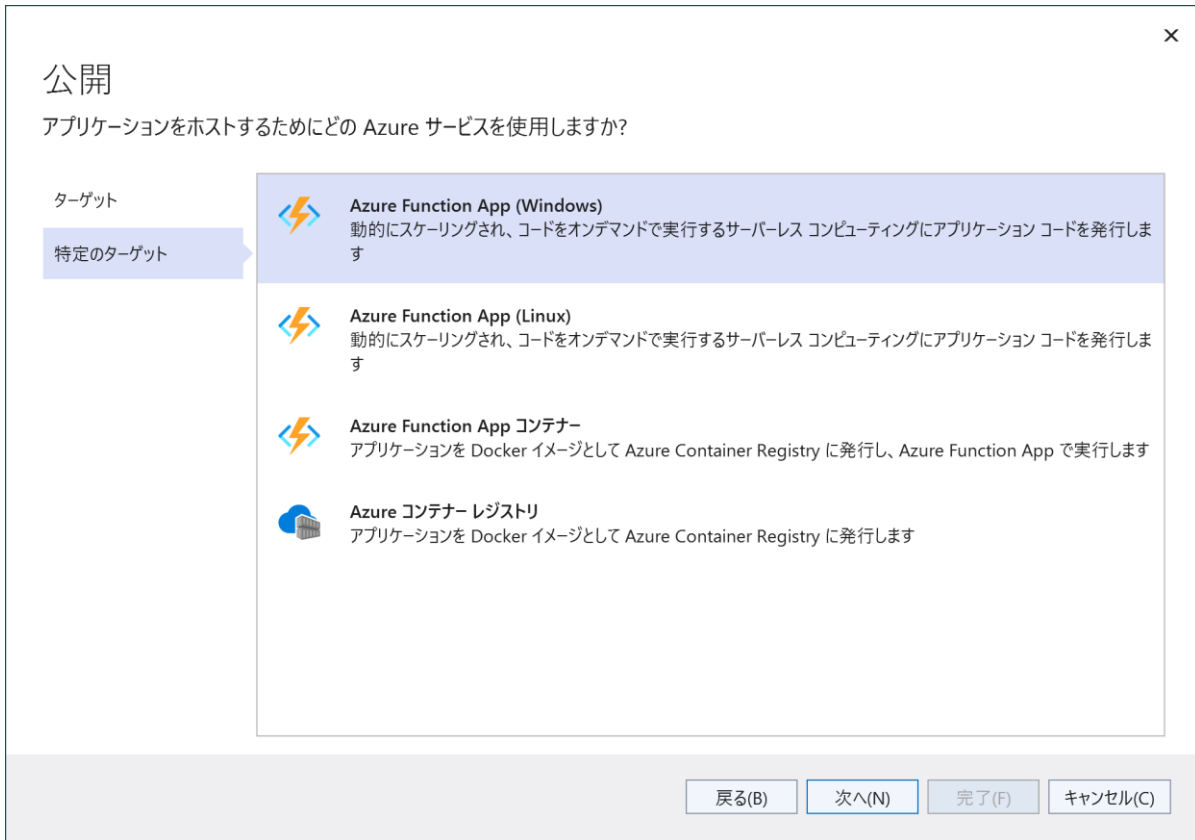 公開
アプリケーションをホストするためにどの Azure サービスを使用しますか?
ターゲット
特定のターゲット
Azure Function App (Windows)
動的にスケーリングされ、コードをオンデマンドで実行するサーバーレス コンピューティングにアプリケーション コードを発行しま
す
Azure Function App (Linux)
動的にスケーリングされ、コードをオンデマンドで実行するサーバーレス コンピューティングにアプリケーション コードを発行しま
す
Azure Function App コンテナー
アプリケーションを Docker イメージとして Azure Container Registry に発行し、Azure Function App で実行します
Azure コンテナー レジストリ
アプリケーションを Docker イメージとして Azure Container Registry に発行します
戻る(B)
次へ(N)
完了(F)
キャンセル(C)